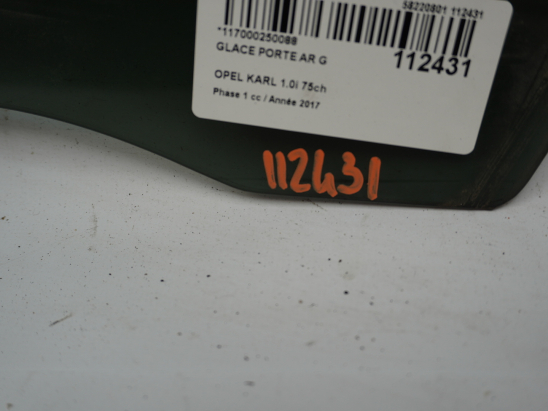 58220801 112431
*117000250088
112431
GLACE PORTE AR G
OPEL KARL 1.0i 75ch
Phase 1 cc / Année 2017
112431